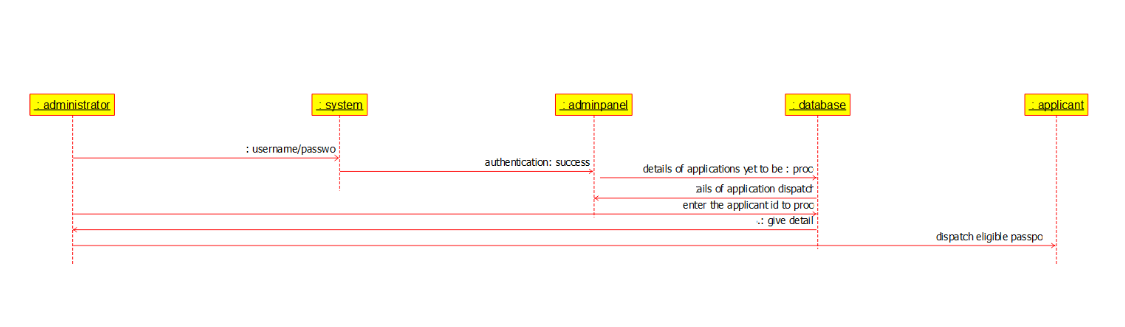 : administrator
: system
: adminpanel
: database
: applicant
: username/passwo
authentication: success
details of applications yet to be : proc
ails of application dispatch
enter the applicant id to proc
.: give detail
dispatch eligible passpo